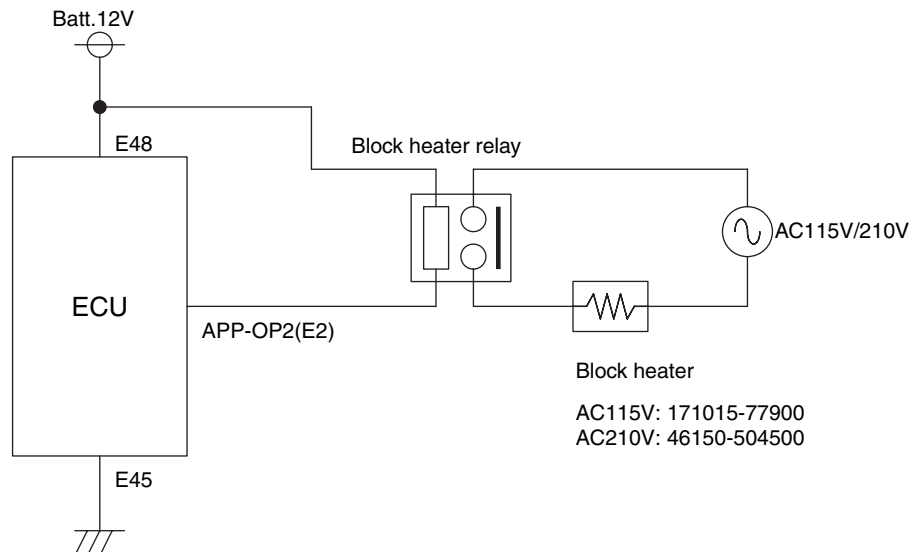 Batt.12V
E48
Block heater relay
AC115V/210V
ECU
APP-OP2(E2)
Block heater
AC115V: 171015-77900
AC210V: 46150-504500
E45